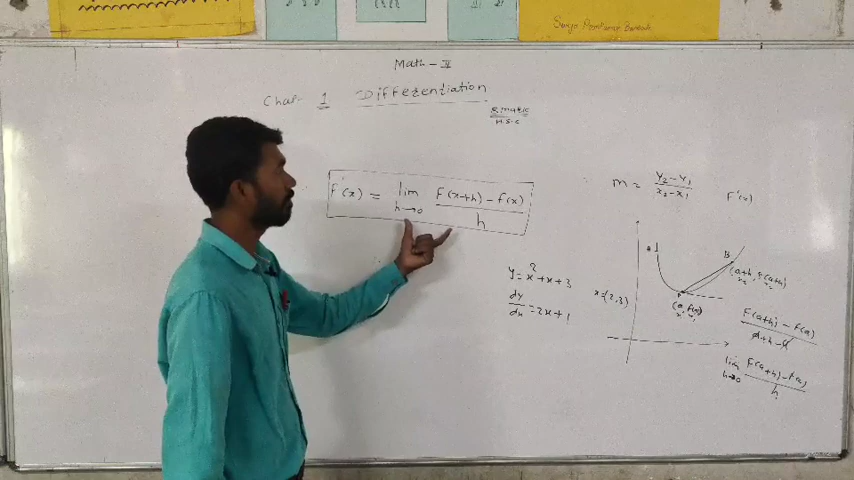 Math - II
Chap 1 Differentiation
H.S.C
F'(x) = lim h→0 F(x+h) - f(x) / h
m = Y₂ - Y₁ / x₂ - x₁
F'(x)
B
(a+h, f(a+h))
(a, f(a))
y = x² + x + 3
x = (2, 3)
dy/dx = 2x + 1
F(a+h) - f(a) / a+h-a
lim h→0 F(a+h) - f(a) / h